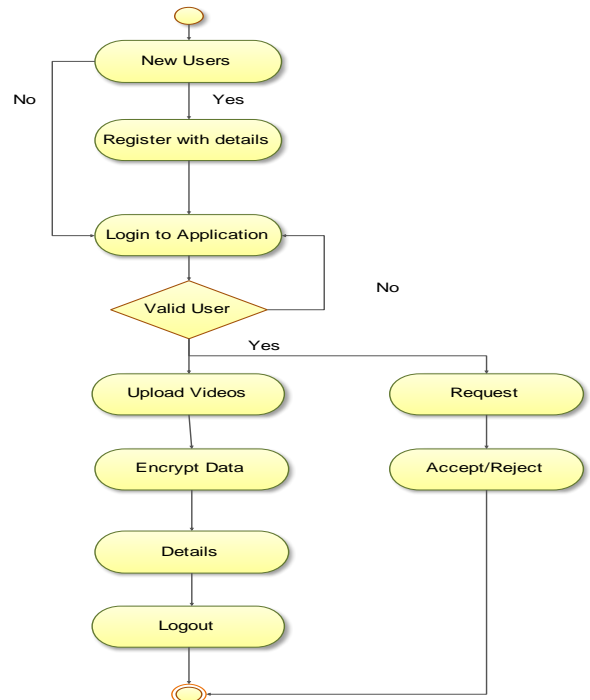 New Users
No
Yes
Register with details
Login to Application
No
Valid User
Yes
Upload Videos
Request
Encrypt Data
Accept/Reject
Details
Logout